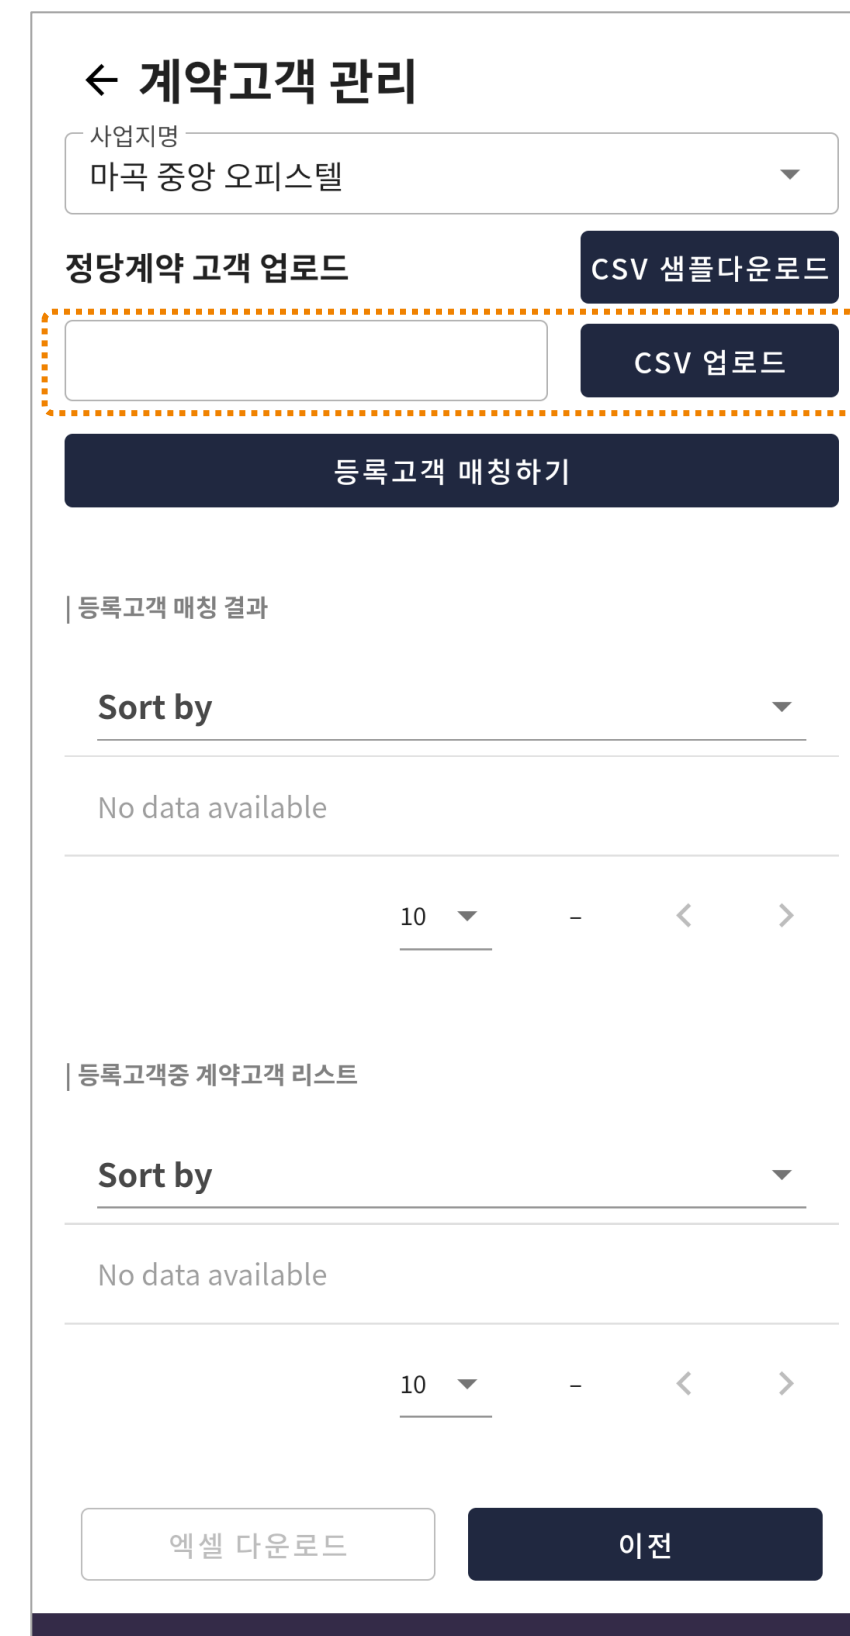 ← 계약고객 관리
사업지명
마곡 중앙 오피스텔
정당계약 고객 업로드
CSV 샘플다운로드
CSV 업로드
등록고객 매칭하기
| 등록고객 매칭 결과
Sort by
No data available
10
–
| 등록고객중 계약고객 리스트
Sort by
No data available
10
–
엑셀 다운로드
이전